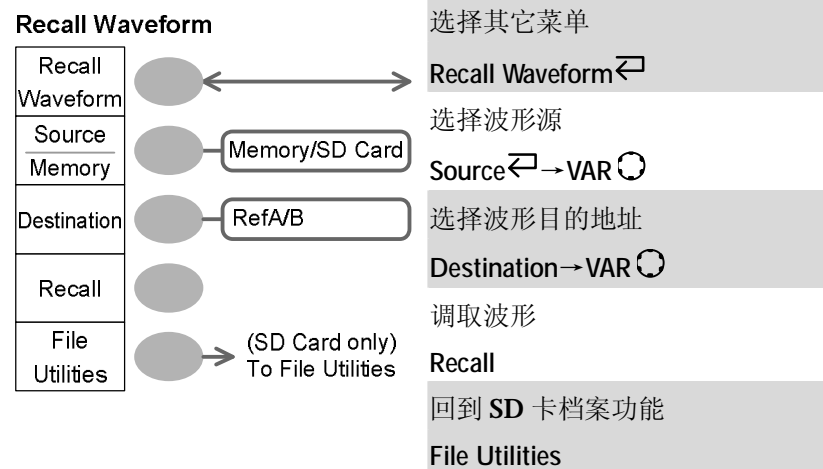 Recall Waveform
Recall
Waveform
Source
Memory
Memory/SD Card
Destination
RefA/B
Recall
File
Utilities
(SD Card only)
To File Utilities
选择其它菜单
Recall Waveform
选择波形源
Source → VAR
选择波形目的地址
Destination→VAR
调取波形
Recall
回到 SD 卡档案功能
File Utilities